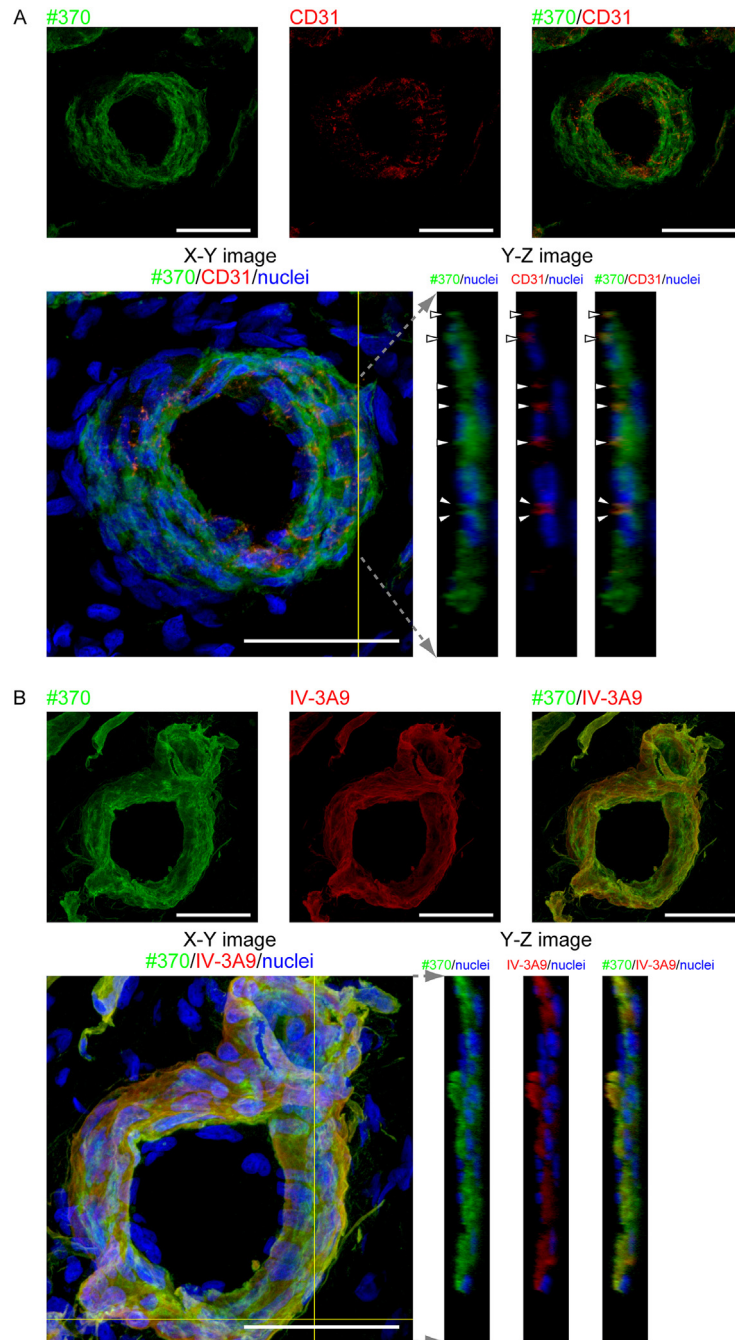 A
#370
CD31
#370/CD31
X-Y image
#370/CD31/nuclei
Y-Z image
#370/nuclei
CD31/nuclei
#370/CD31/nuclei
B
#370
IV-3A9
#370/IV-3A9
X-Y image
#370/IV-3A9/nuclei
Y-Z image
#370/nuclei
IV-3A9/nuclei
#370/IV-3A9/nuclei